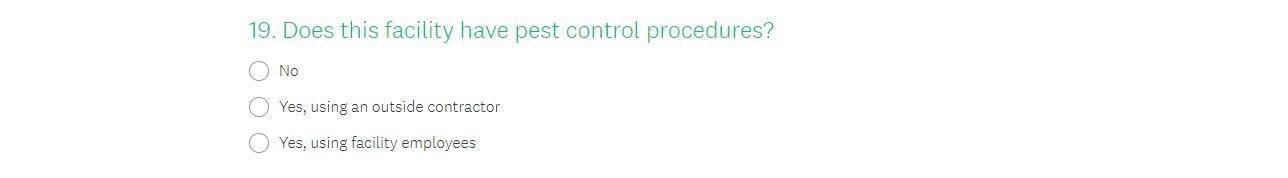 19. Does this facility have pest control procedures?
No
Yes, using an outside contractor
Yes, using facility employees